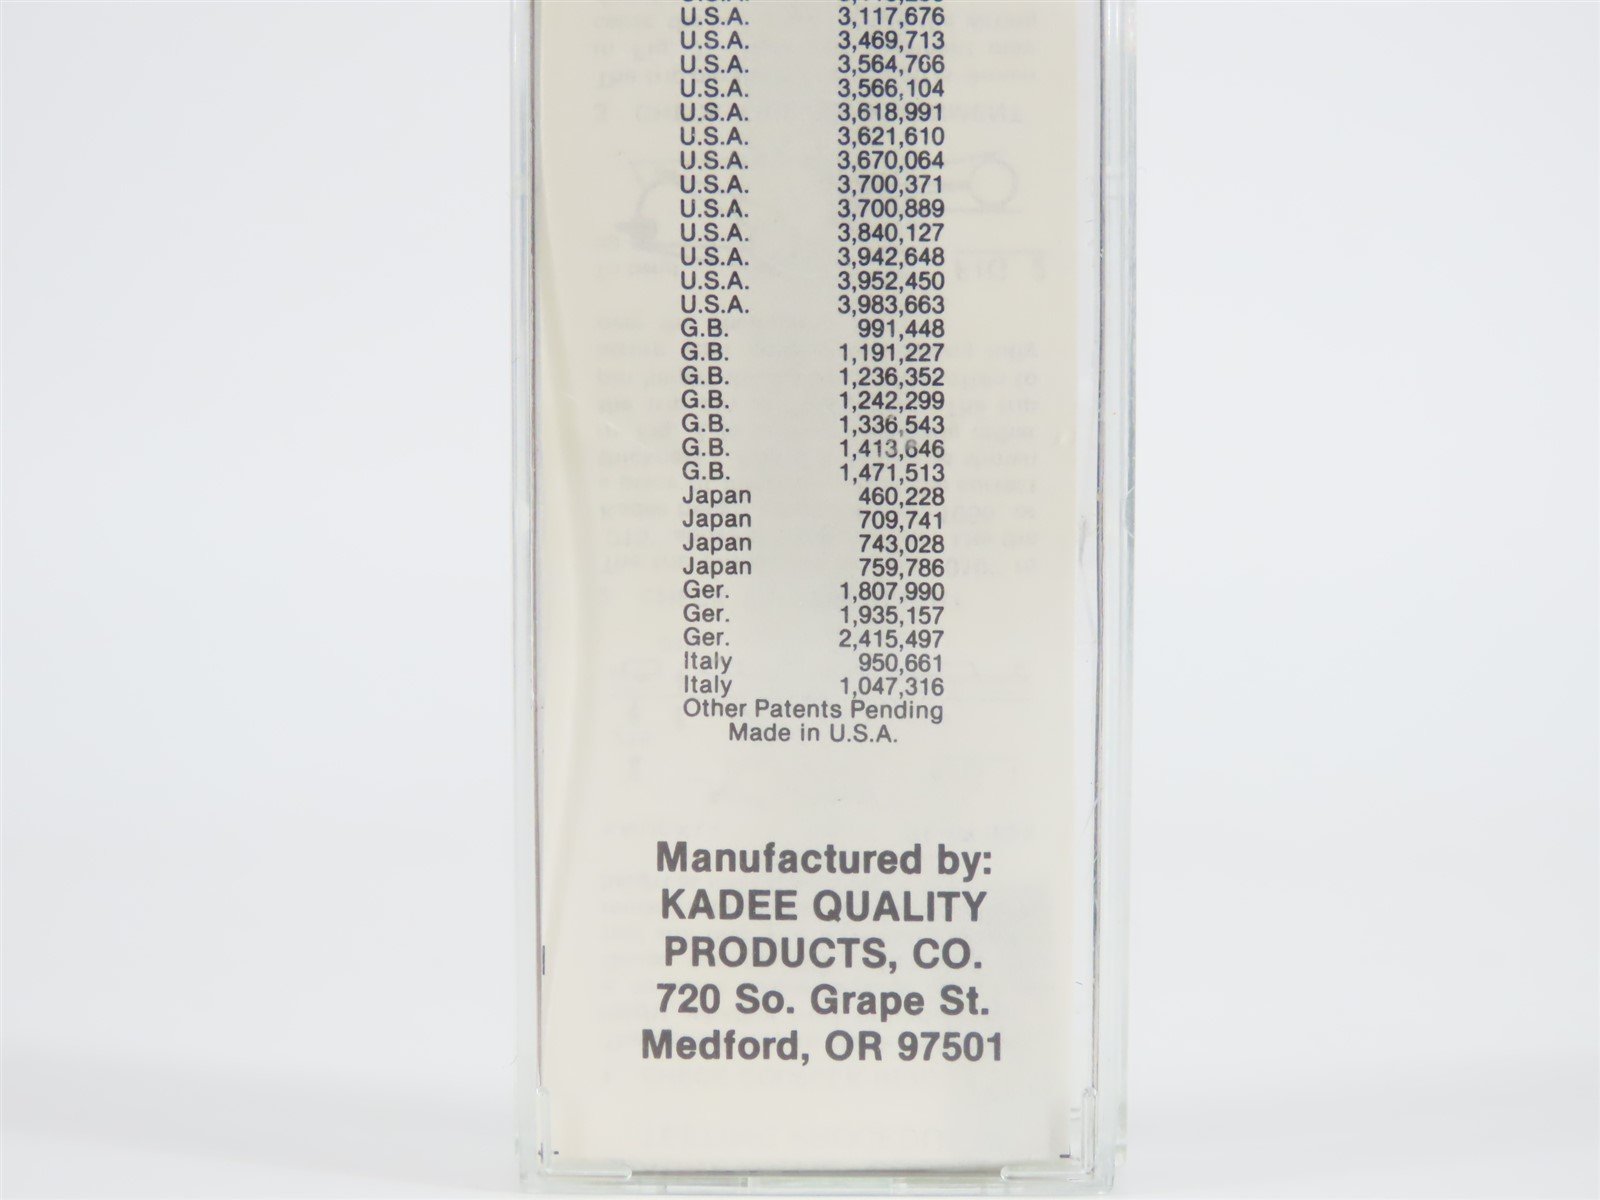 U.S.A. 3,117,676
U.S.A. 3,469,713
U.S.A. 3,564,766
U.S.A. 3,566,104
U.S.A. 3,618,991
U.S.A. 3,621,610
U.S.A. 3,670,064
U.S.A. 3,700,371
U.S.A. 3,700,889
U.S.A. 3,840,127
U.S.A. 3,942,648
U.S.A. 3,952,450
U.S.A. 3,983,663
G.B. 991,448
G.B. 1,191,227
G.B. 1,236,352
G.B. 1,242,299
G.B. 1,336,543
G.B. 1,413,646
G.B. 1,471,513
Japan 460,228
Japan 709,741
Japan 743,028
Japan 759,786
Ger. 1,807,990
Ger. 1,935,157
Ger. 2,415,497
Italy 950,661
Italy 1,047,316
Other Patents Pending
Made in U.S.A.
Manufactured by:
KADEE QUALITY
PRODUCTS, CO.
720 So. Grape St.
Medford, OR 97501